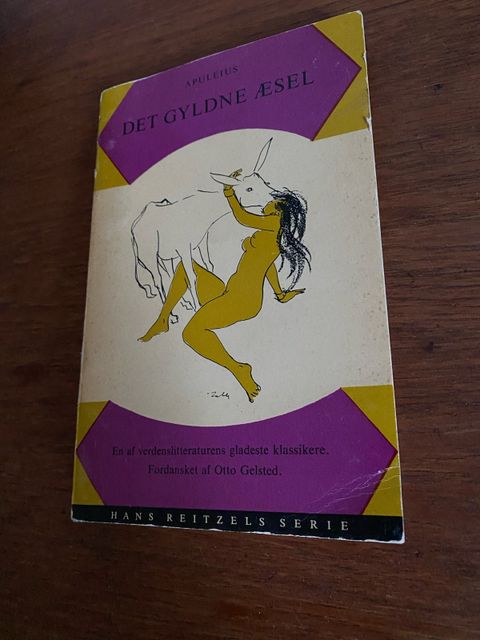 APULEIUS
DET GYLDNE ÆSEL
En af verdenslitteraturens gladeste klassikere.
Fordansket af Otto Gelsted.
HANS REITZELS SERIE